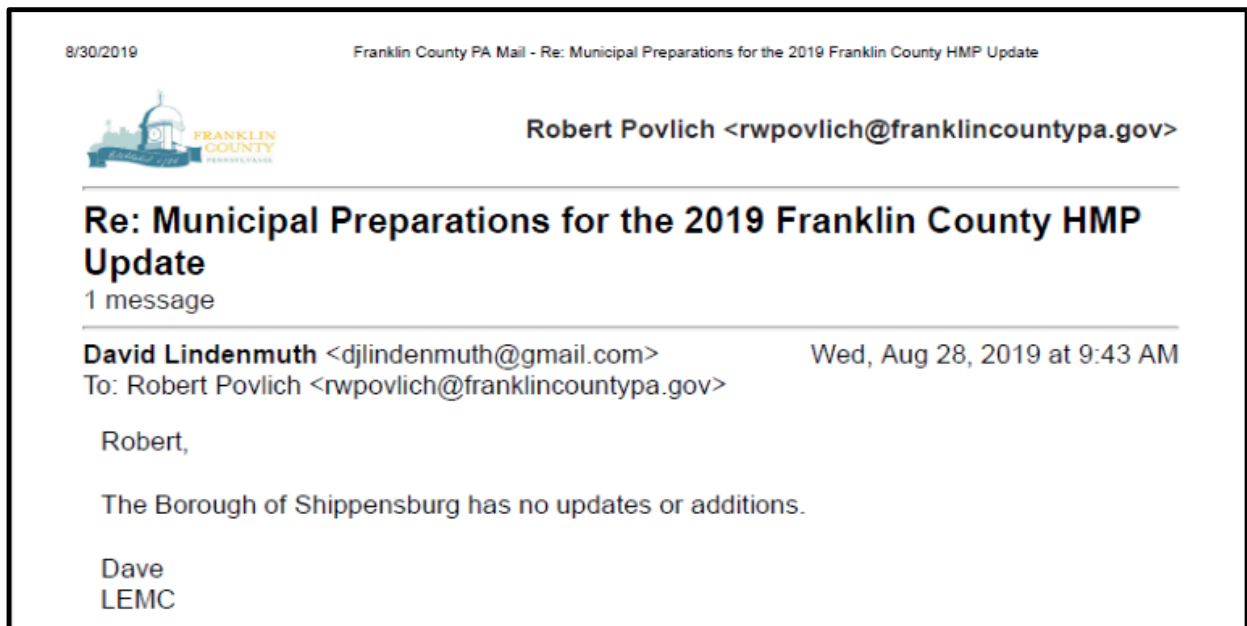 8/30/2019 Franklin County PA Mail - Re: Municipal Preparations for the 2019 Franklin County HMP Update
FRANKLIN
COUNTY
PENNSYLVANIA
Established 1784
Robert Povlich <rwpovlich@franklincountypa.gov>
Re: Municipal Preparations for the 2019 Franklin County HMP
Update
1 message
David Lindenmuth <djlindenmuth@gmail.com> Wed, Aug 28, 2019 at 9:43 AM
To: Robert Povlich <rwpovlich@franklincountypa.gov>
Robert,
The Borough of Shippensburg has no updates or additions.
Dave
LEMC